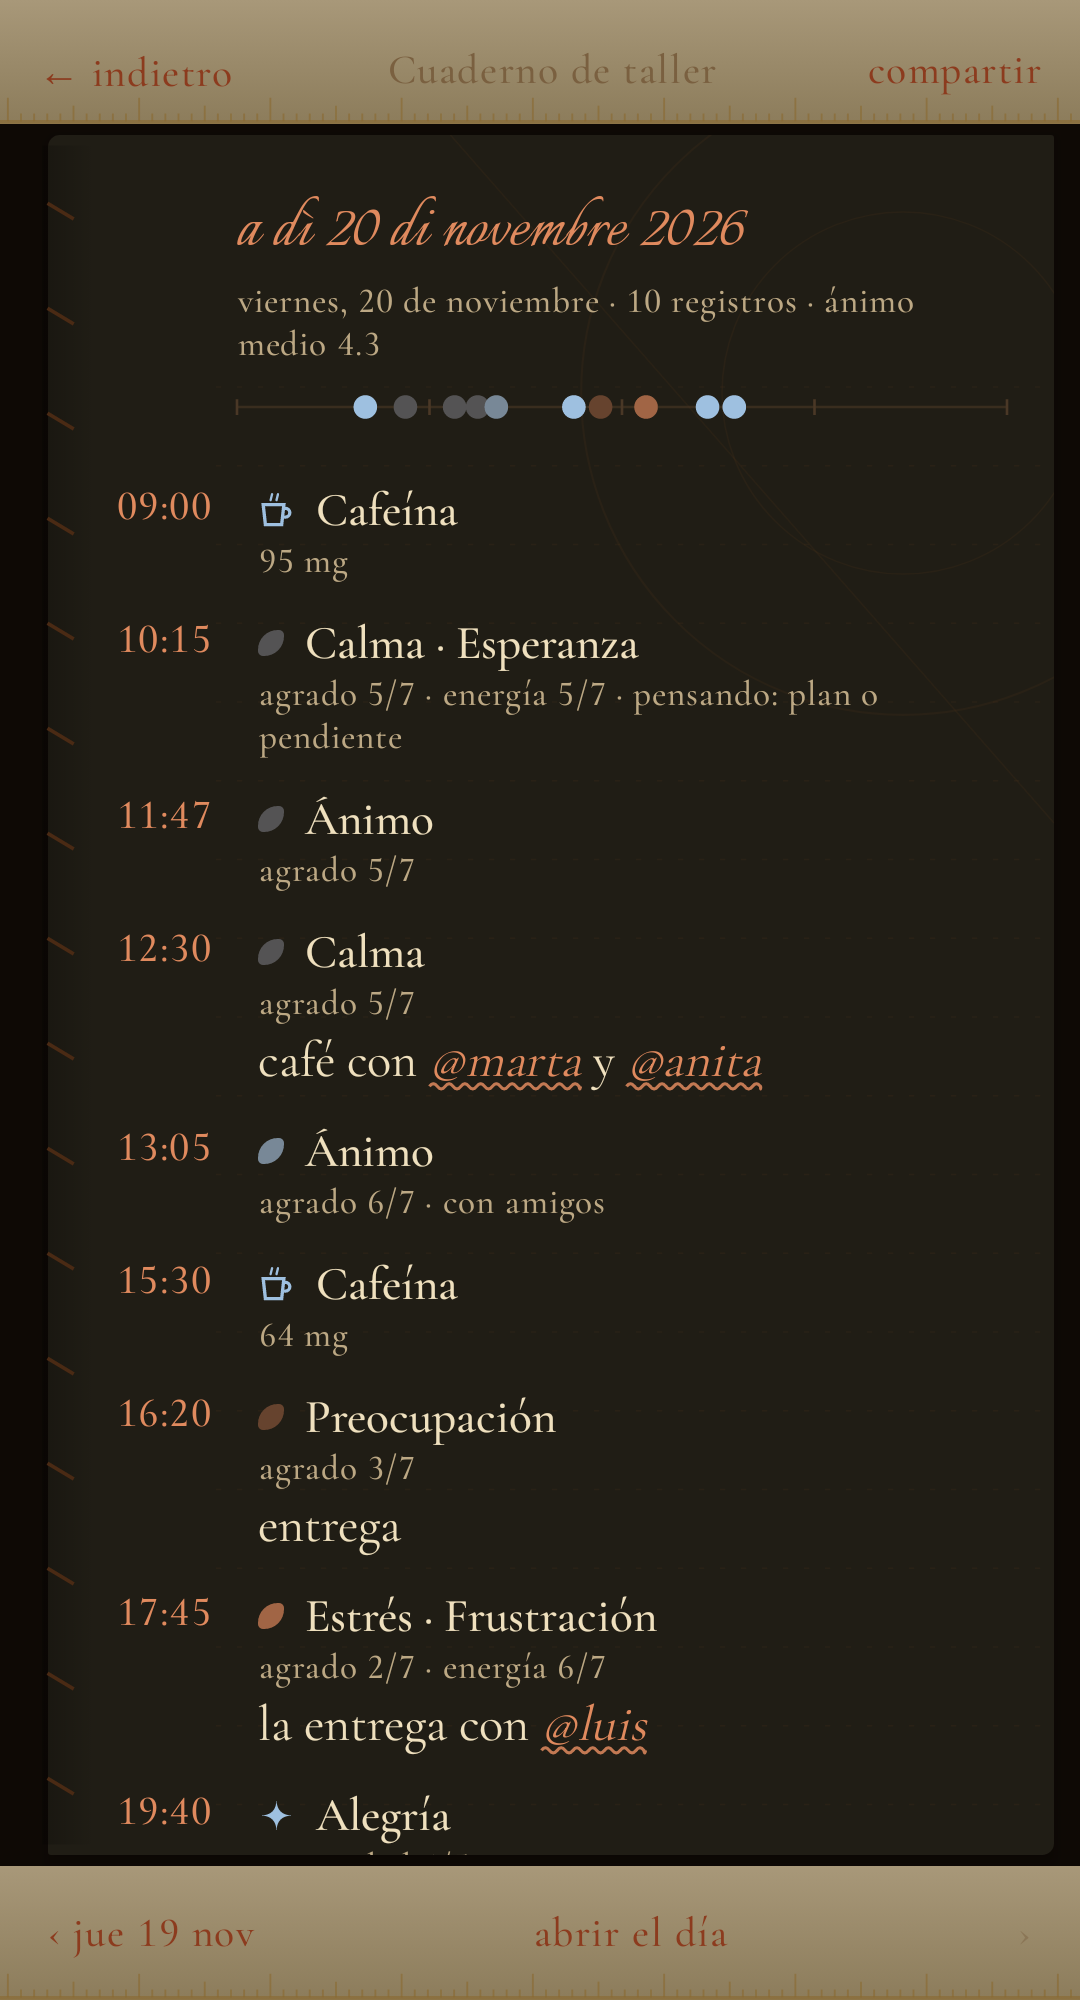 ← indietro
Cuaderno de taller
compartir
a dì 20 di novembre 2026
viernes, 20 de noviembre · 10 registros · ánimo
medio 4.3
09:00 Cafeína
95 mg
10:15 Calma · Esperanza
agrado 5/7 · energía 5/7 · pensando: plan o
pendiente
11:47 Ánimo
agrado 5/7
12:30 Calma
agrado 5/7
café con @marta y @anita
13:05 Ánimo
agrado 6/7 · con amigos
15:30 Cafeína
64 mg
16:20 Preocupación
agrado 3/7
entrega
17:45 Estrés · Frustración
agrado 2/7 · energía 6/7
la entrega con @luis
19:40 Alegría
‹ jue 19 nov
abrir el día
›